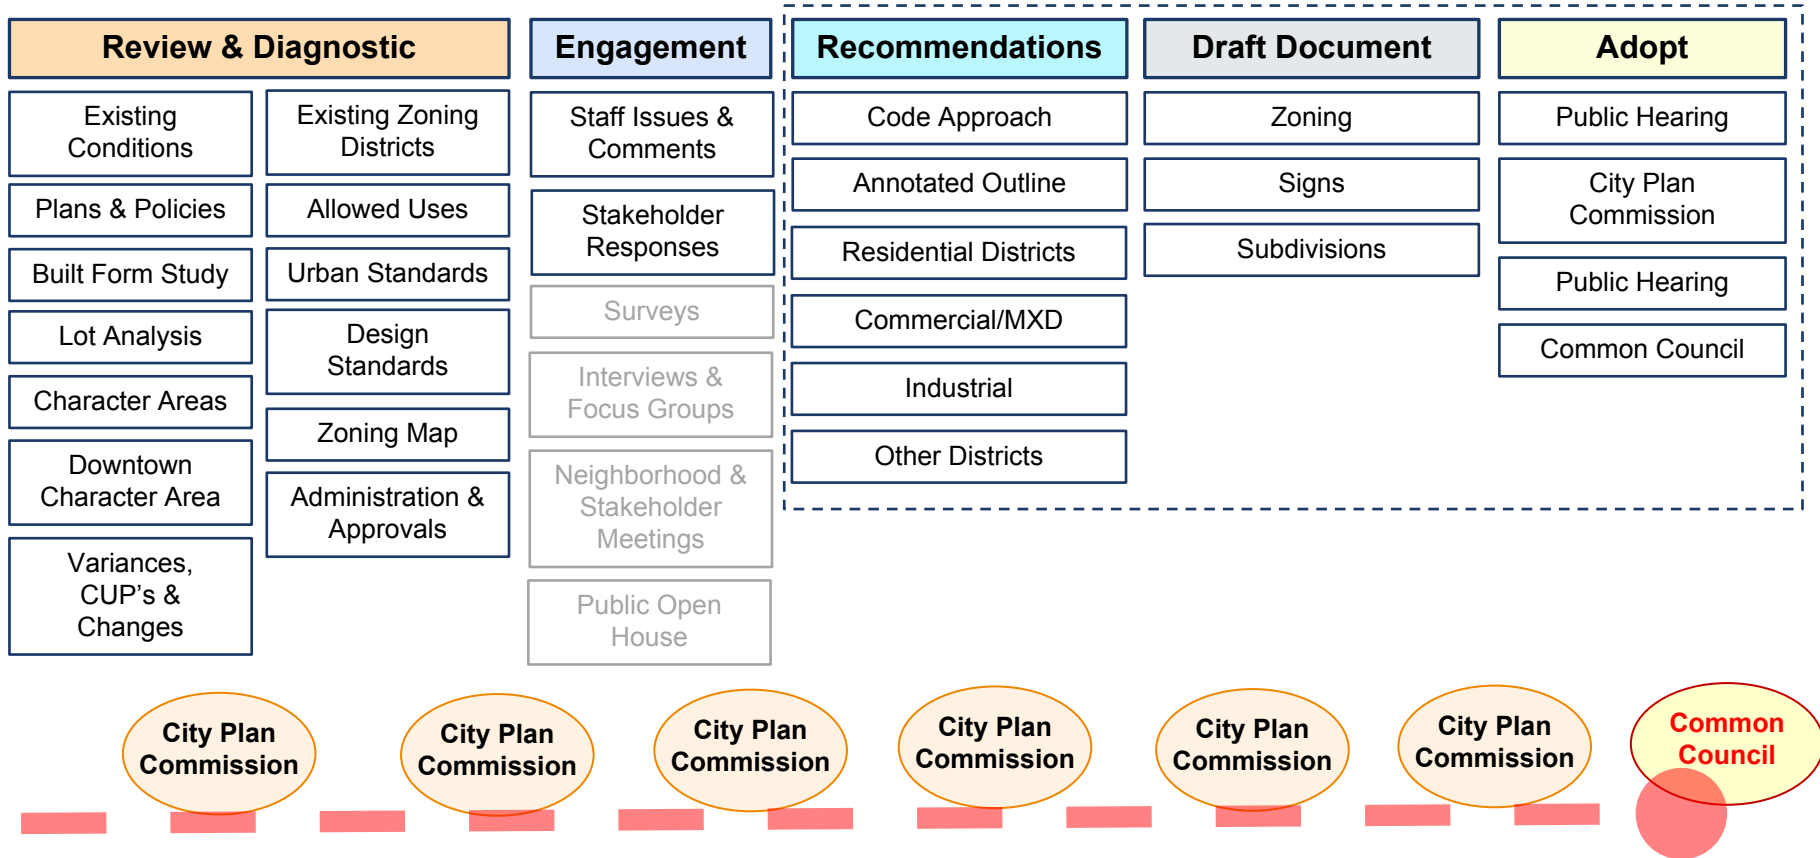 Review & Diagnostic
Existing
Conditions
Plans & Policies
Built Form Study
Lot Analysis
Character Areas
Downtown
Character Area
Variances,
CUP's &
Changes
Existing Zoning
Districts
Allowed Uses
Urban Standards
Design
Standards
Zoning Map
Administration &
Approvals
Engagement
Staff Issues &
Comments
Stakeholder
Responses
Surveys
Interviews &
Focus Groups
Neighborhood &
Stakeholder
Meetings
Public Open
House
Recommendations
Code Approach
Annotated Outline
Residential Districts
Commercial/MXD
Industrial
Other Districts
Draft Document
Zoning
Signs
Subdivisions
Adopt
Public Hearing
City Plan
Commission
Public Hearing
Common Council
City Plan
Commission
City Plan
Commission
City Plan
Commission
City Plan
Commission
City Plan
Commission
City Plan
Commission
Common
Council